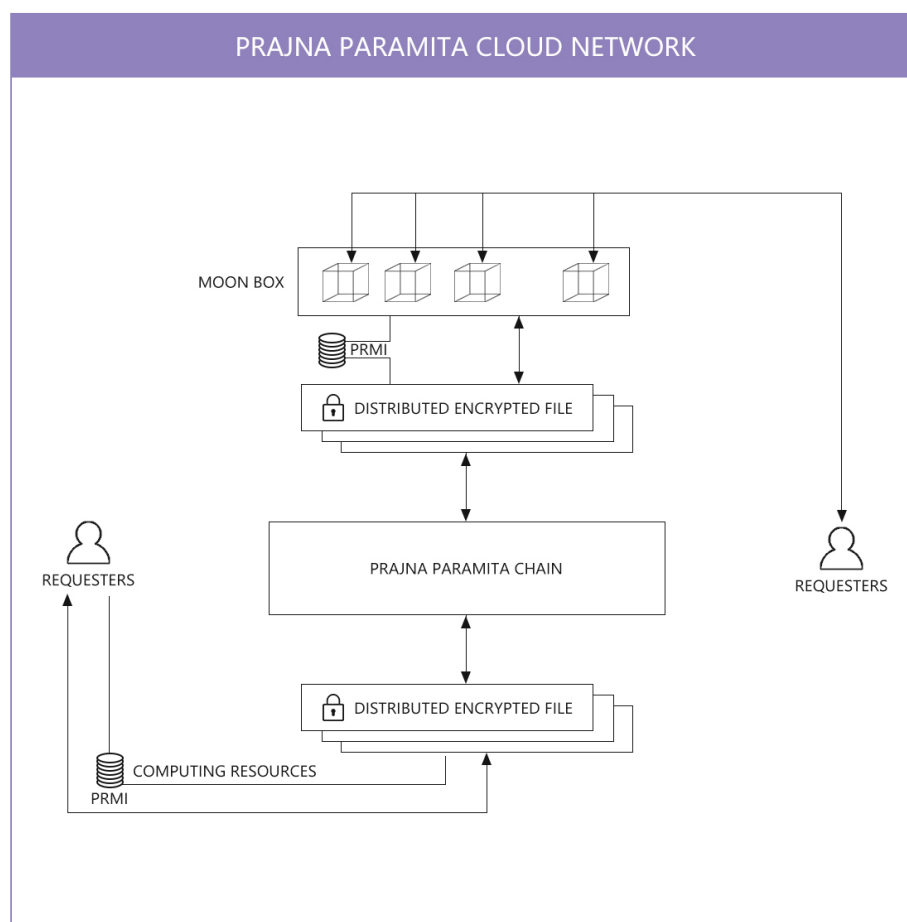 PRAJNA PARAMITA CLOUD NETWORK
MOON BOX
PRMI
DISTRIBUTED ENCRYPTED FILE
REQUESTERS
PRAJNA PARAMITA CHAIN
REQUESTERS
DISTRIBUTED ENCRYPTED FILE
COMPUTING RESOURCES
PRMI